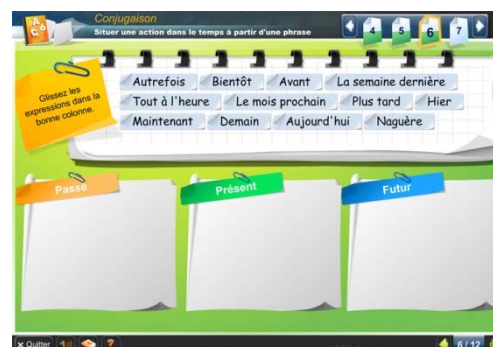 Conjugaison
Situer une action dans le temps à partir d'une phrase
4 5 6 7
Glissez les
expressions dans la
bonne colonne.
Autrefois Bientôt Avant La semaine dernière
Tout à l'heure Le mois prochain Plus tard Hier
Maintenant Demain Aujourd'hui Naguère
Passé Présent Futur
x Quitter ? 6 / 12